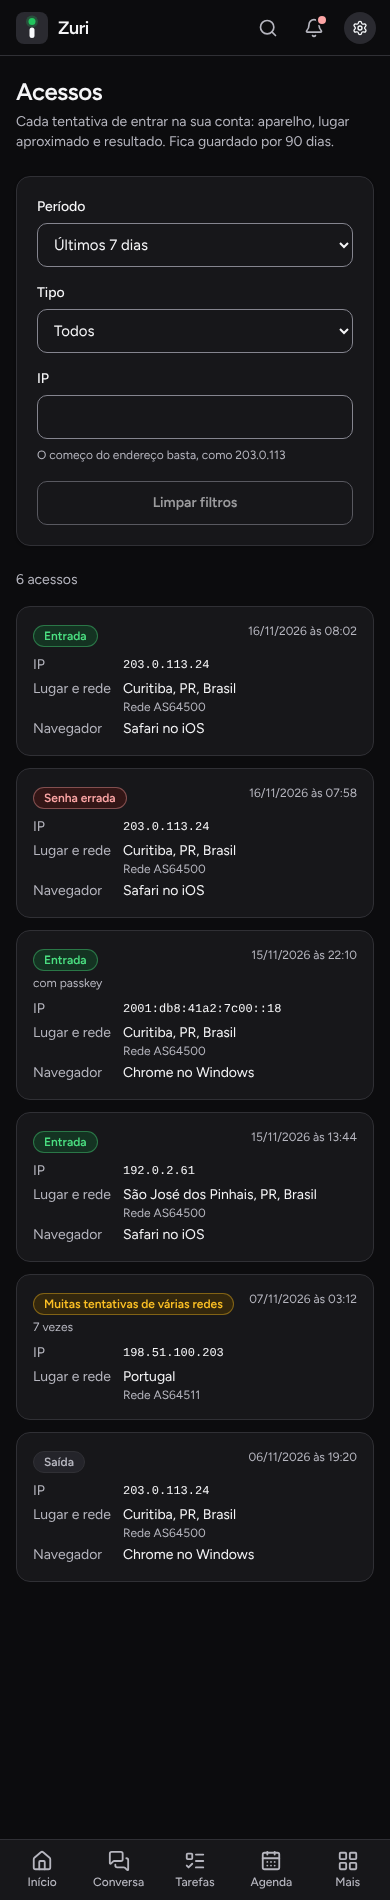 Zuri
Acessos
Cada tentativa de entrar na sua conta: aparelho, lugar
aproximado e resultado. Fica guardado por 90 dias.
Período
Últimos 7 dias
Tipo
Todos
IP
O começo do endereço basta, como 203.0.113
Limpar filtros
6 acessos
Entrada 16/11/2026 às 08:02
IP 203.0.113.24
Lugar e rede Curitiba, PR, Brasil
Rede AS64500
Navegador Safari no iOS
Senha errada 16/11/2026 às 07:58
IP 203.0.113.24
Lugar e rede Curitiba, PR, Brasil
Rede AS64500
Navegador Safari no iOS
Entrada 15/11/2026 às 22:10
com passkey
IP 2001:db8:41a2:7c00::18
Lugar e rede Curitiba, PR, Brasil
Rede AS64500
Navegador Chrome no Windows
Entrada 15/11/2026 às 13:44
IP 192.0.2.61
Lugar e rede São José dos Pinhais, PR, Brasil
Rede AS64500
Navegador Safari no iOS
Muitas tentativas de várias redes 07/11/2026 às 03:12
7 vezes
IP 198.51.100.203
Lugar e rede Portugal
Rede AS64511
Saída 06/11/2026 às 19:20
IP 203.0.113.24
Lugar e rede Curitiba, PR, Brasil
Rede AS64500
Navegador Chrome no Windows
Início Conversa Tarefas Agenda Mais